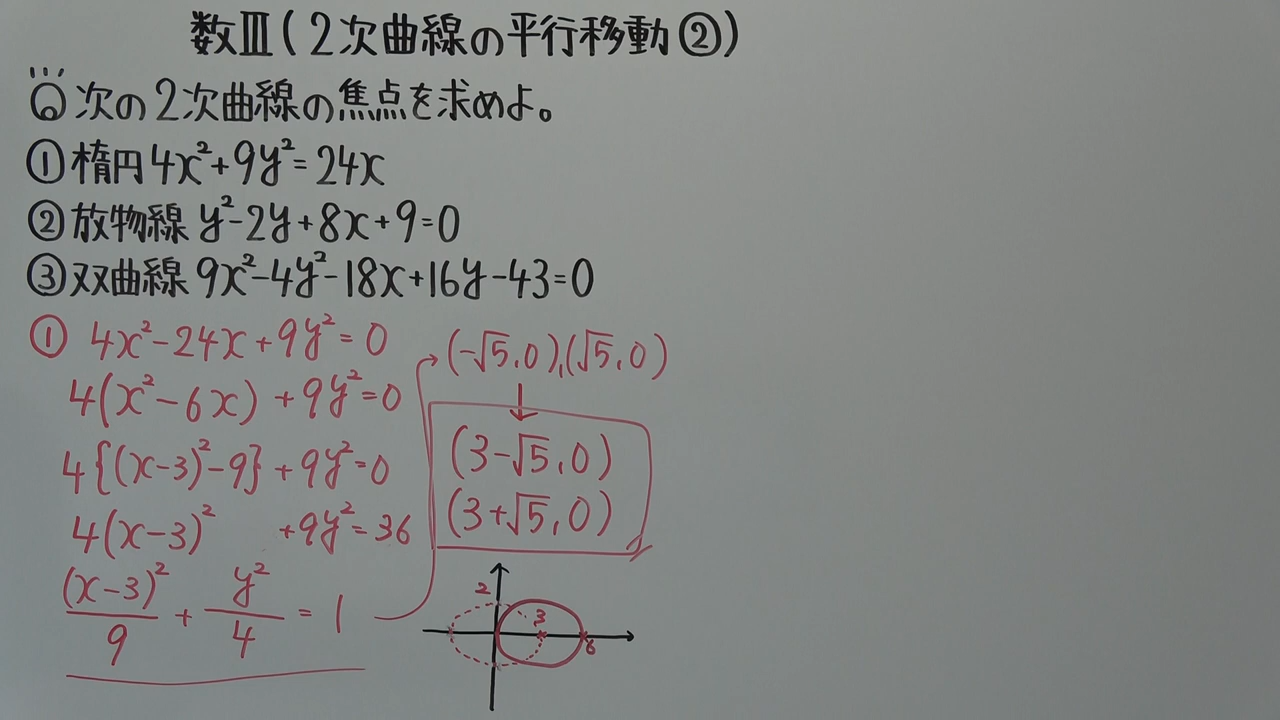 数Ⅲ(2次曲線の平行移動②)
Q 次の2次曲線の焦点を求めよ。
①楕円 4x²+9y²=24x
②放物線 y²-2y+8x+9=0
③双曲線 9x²-4y²-18x+16y-43=0
① 4x²-24x+9y²=0
4(x²-6x)+9y²=0
4{(x-3)²-9}+9y²=0
4(x-3)² +9y²=36
(x-3)²/9 + y²/4 = 1
(-√5,0),(√5,0)
↓
(3-√5,0)
(3+√5,0)
2
3
6